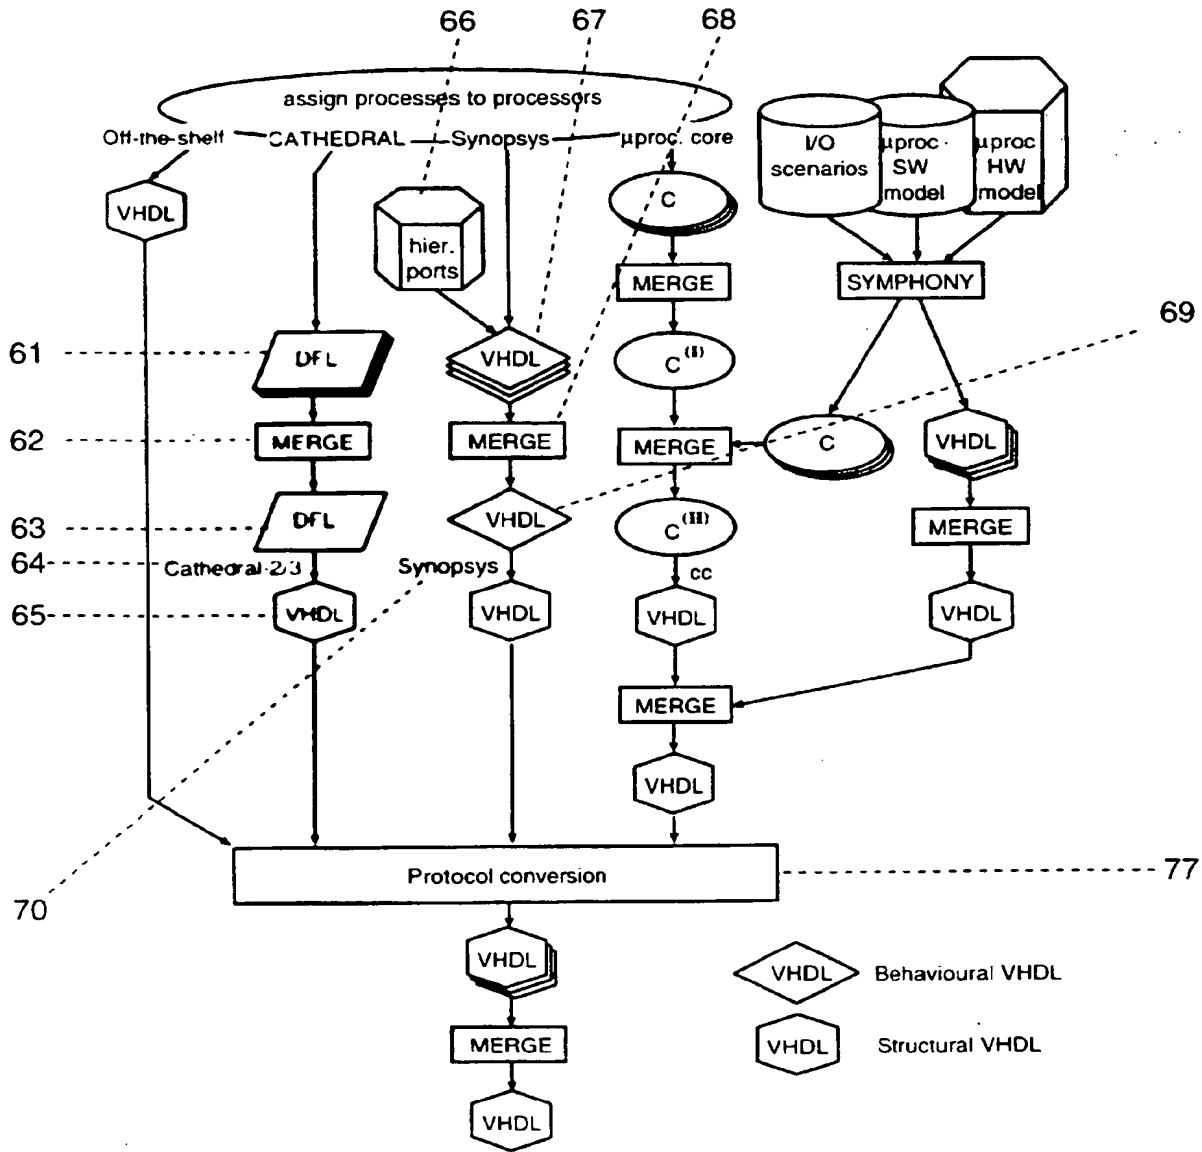 66 67 68
assign processes to processors
Off-the-shelf CATHEDRAL Synopsys μproc. core
I/O scenarios
μproc. SW model
μproc HW model
VHDL
C
hier. ports
MERGE
SYMPHONY
69
61 DFL
VHDL
C(I)
62 MERGE
MERGE
MERGE
C
VHDL
63 DFL
VHDL
C(II)
MERGE
64 Cathedral-2/3
Synopsys
cc
65 VHDL
VHDL
VHDL
VHDL
MERGE
VHDL
Protocol conversion
77
70
VHDL
VHDL Behavioural VHDL
MERGE
VHDL Structural VHDL
VHDL